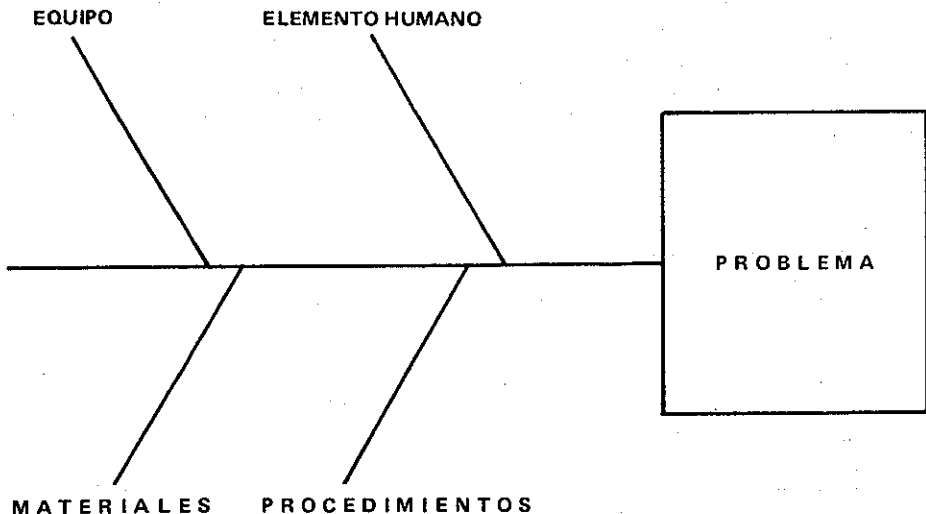 EQUIPO
ELEMENTO HUMANO
PROBLEMA
MATERIALES
PROCEDIMIENTOS